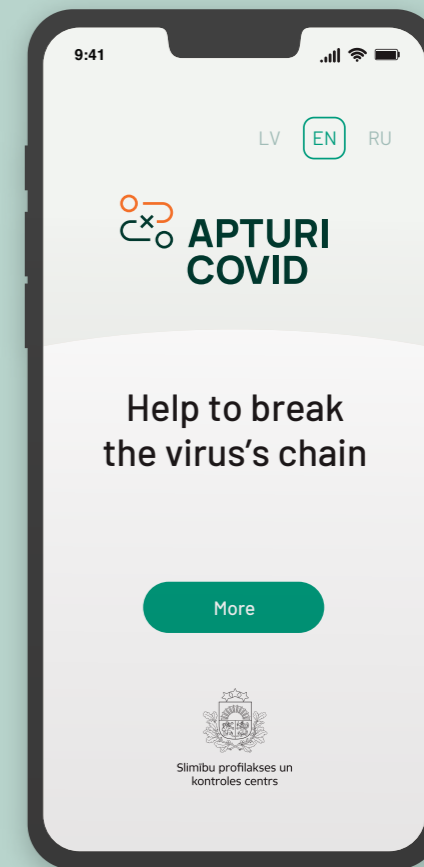 9:41
LV EN RU
APTURI
COVID
Help to break
the virus’s chain
More
Slimību profilakses un
kontroles centrs